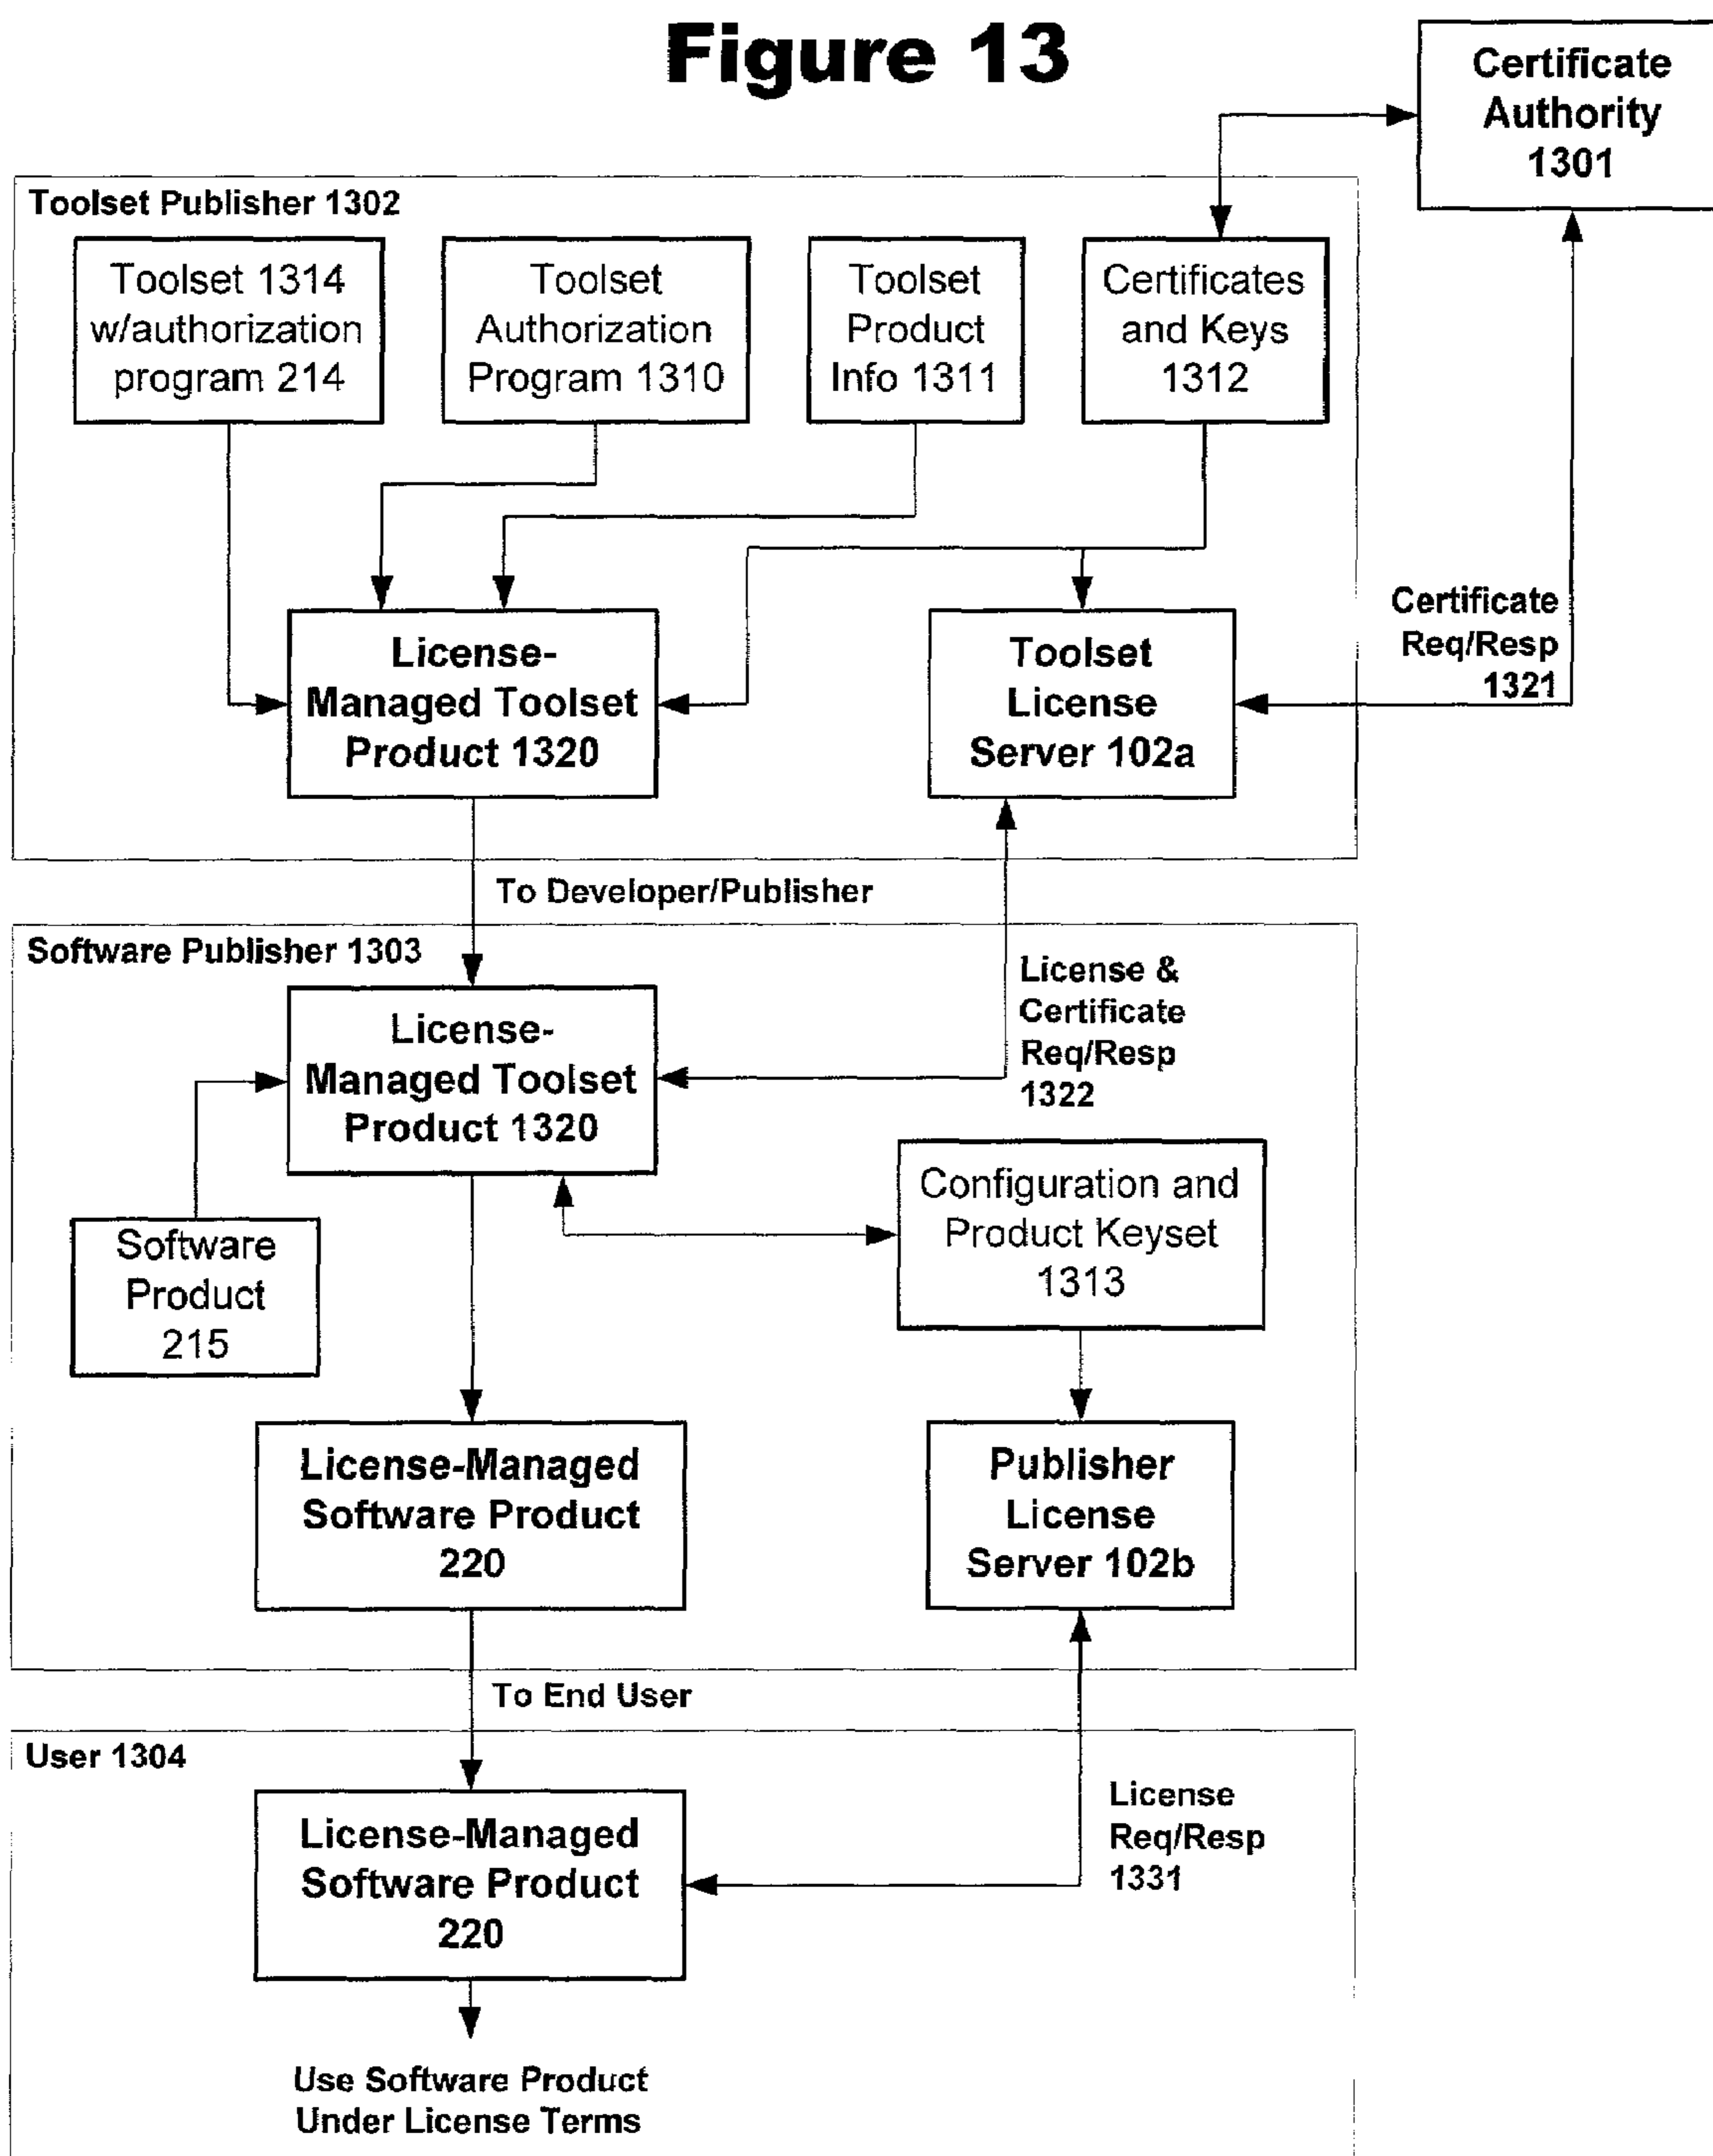 Figure 13
Certificate
Authority
1301
Toolset Publisher 1302
Toolset 1314
w/authorization
program 214
Toolset
Authorization
Program 1310
Toolset
Product
Info 1311
Certificates
and Keys
1312
License-
Managed Toolset
Product 1320
Toolset
License
Server 102a
Certificate
Req/Resp
1321
To Developer/Publisher
Software Publisher 1303
License-
Managed Toolset
Product 1320
License &
Certificate
Req/Resp
1322
Software
Product
215
Configuration and
Product Keyset
1313
License-Managed
Software Product
220
Publisher
License
Server 102b
To End User
User 1304
License-Managed
Software Product
220
License
Req/Resp
1331
Use Software Product
Under License Terms